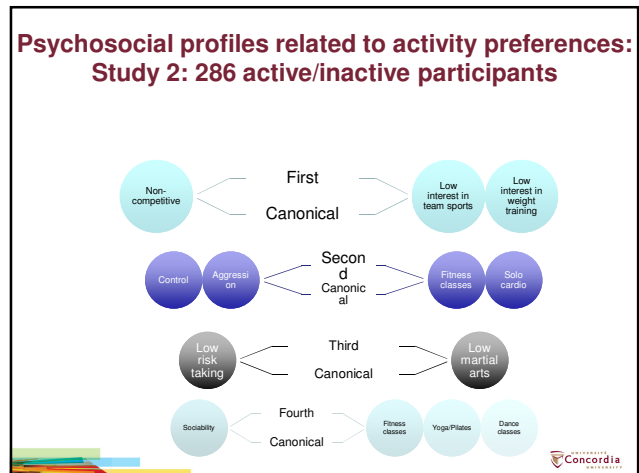 Psychosocial profiles related to activity preferences:
Study 2: 286 active/inactive participants
Non-
competitive
First
Canonical
Low
interest in
team sports
Low
interest in
weight
training
Control
Aggressi
on
Secon
d
Canonic
al
Fitness
classes
Solo
cardio
Low
risk
taking
Third
Canonical
Low
martial
arts
Sociability
Fourth
Canonical
Fitness
classes
Yoga/Pilates
Dance
classes
UNIVERSITÉ
Concordia
UNIVERSITY